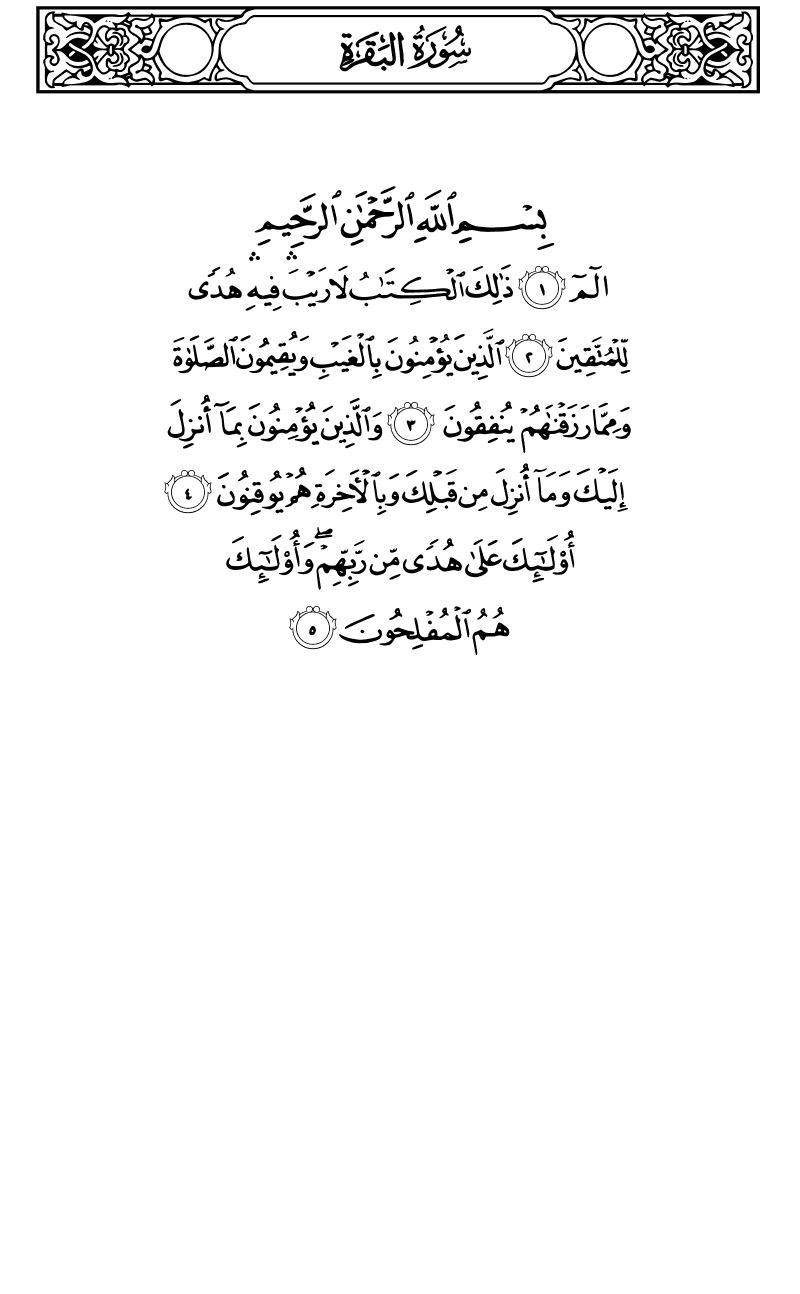 سُورَةُ البَقَرَةِ
بِسْمِ ٱللَّهِ ٱلرَّحْمَٰنِ ٱلرَّحِيمِ
الٓمٓ ١ ذَٰلِكَ ٱلْكِتَٰبُ لَا رَيْبَ ۛ فِيهِ ۛ هُدًى
لِّلْمُتَّقِينَ ٢ ٱلَّذِينَ يُؤْمِنُونَ بِٱلْغَيْبِ وَيُقِيمُونَ ٱلصَّلَوٰةَ
وَمِمَّا رَزَقْنَٰهُمْ يُنفِقُونَ ٣ وَٱلَّذِينَ يُؤْمِنُونَ بِمَآ أُنزِلَ
إِلَيْكَ وَمَآ أُنزِلَ مِن قَبْلِكَ وَبِٱلْأَخِرَةِ هُمْ يُوقِنُونَ ٤
أُو۟لَٰٓئِكَ عَلَىٰ هُدًى مِّن رَّبِّهِمْ ۖ وَأُو۟لَٰٓئِكَ
هُمُ ٱلْمُفْلِحُونَ ٥